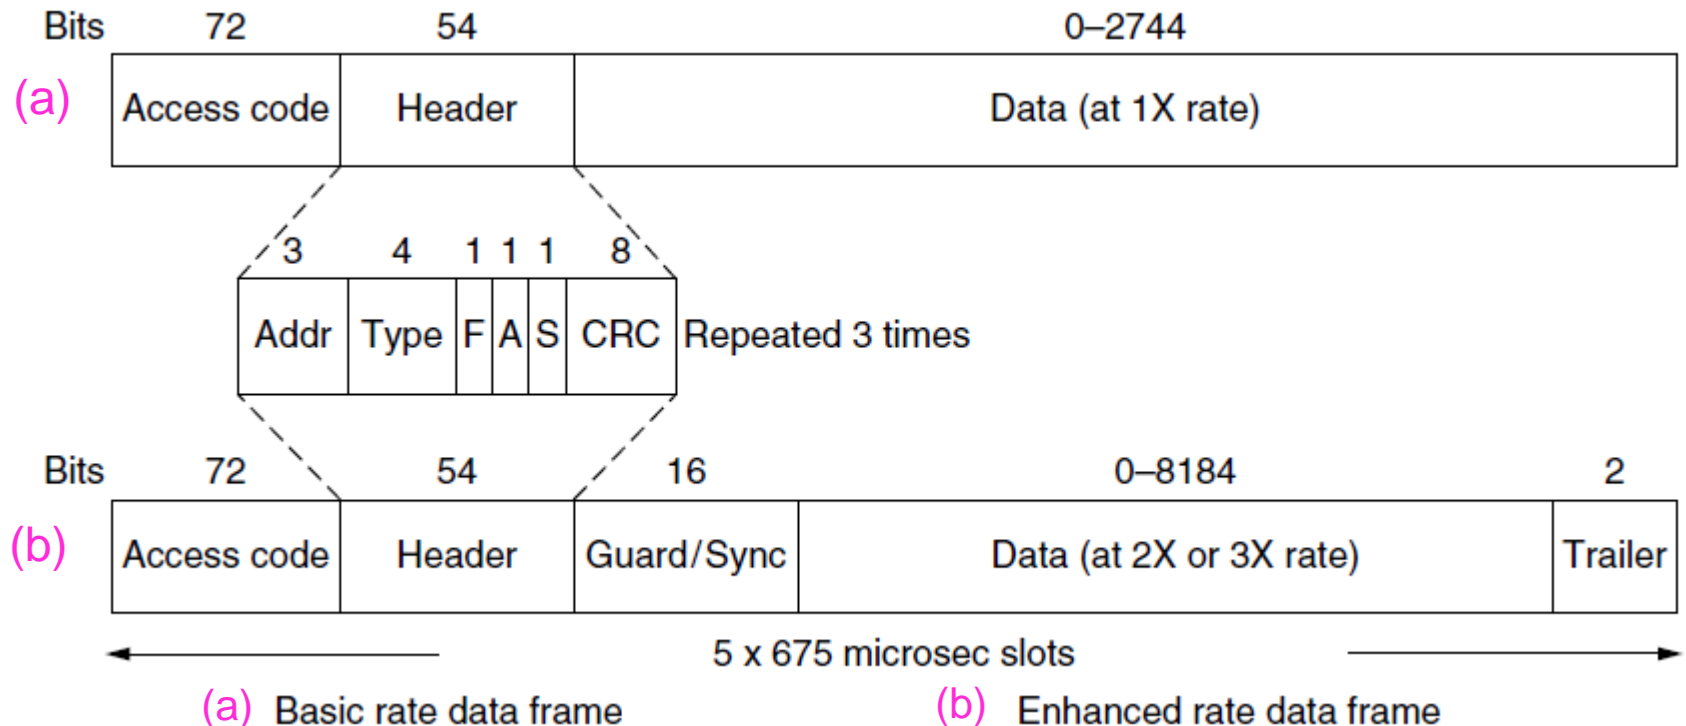 Bits 72 54 0–2744
(a) Access code Header Data (at 1X rate)
3 4 1 1 1 8
Addr Type F A S CRC Repeated 3 times
Bits 72 54 16 0–8184 2
(b) Access code Header Guard/Sync Data (at 2X or 3X rate) Trailer
5 x 675 microsec slots
(a) Basic rate data frame (b) Enhanced rate data frame